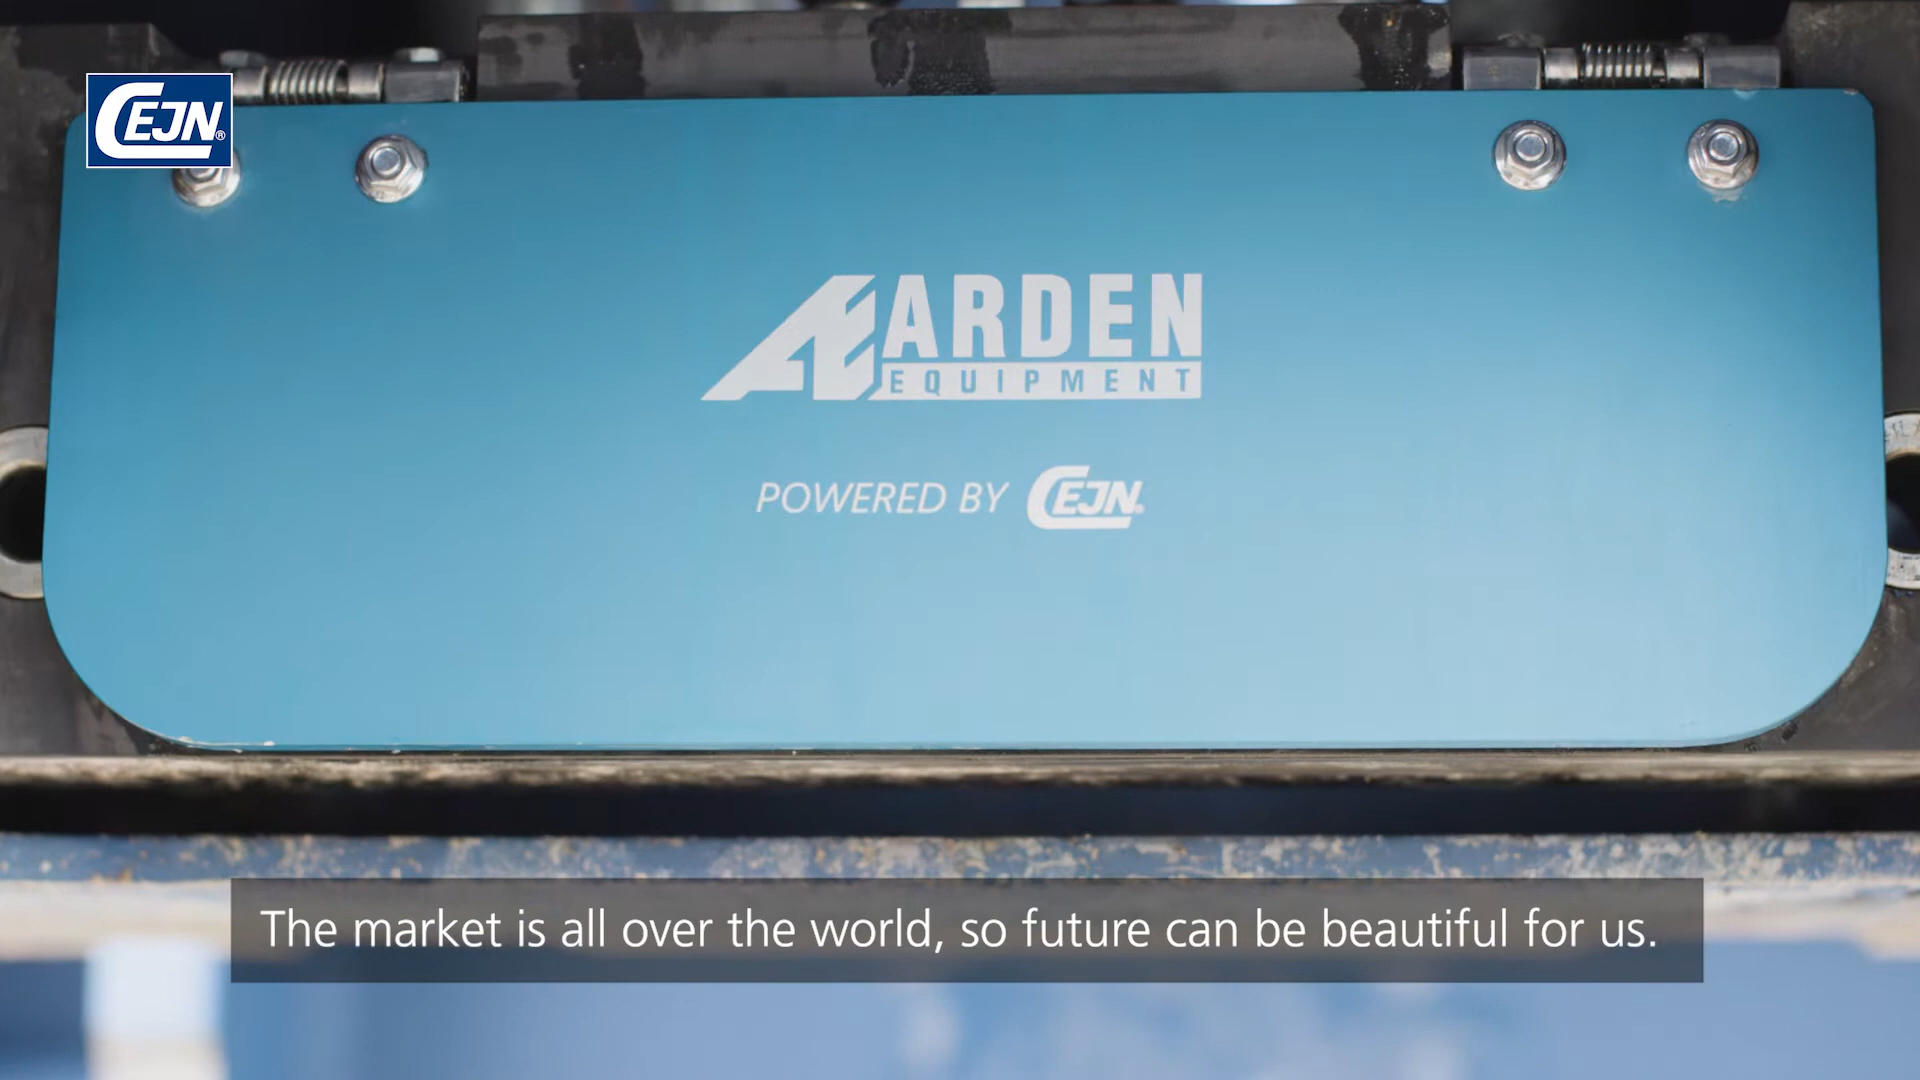 CEJN®
ARDEN
EQUIPMENT
POWERED BY CEJN®
The market is all over the world, so future can be beautiful for us.